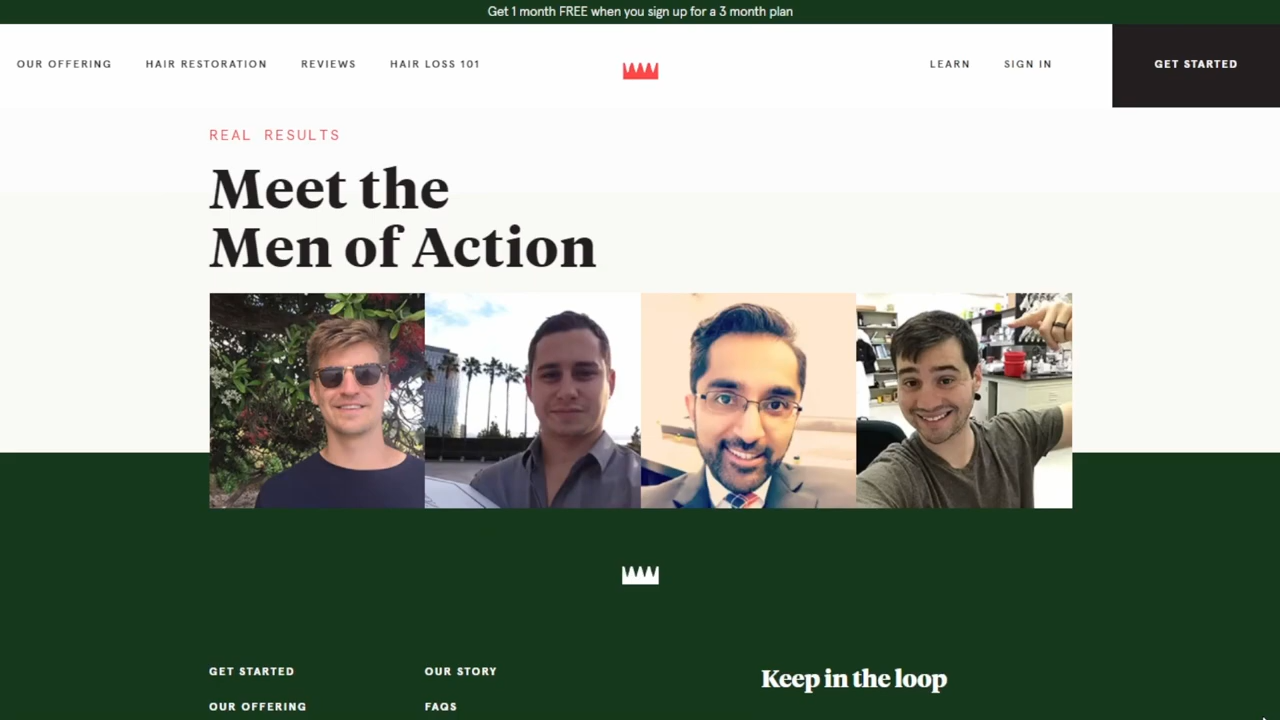 Get 1 month FREE when you sign up for a 3 month plan
OUR OFFERING HAIR RESTORATION REVIEWS HAIR LOSS 101 LEARN SIGN IN GET STARTED
REAL RESULTS
Meet the
Men of Action
GET STARTED OUR STORY Keep in the loop
OUR OFFERING FAQS